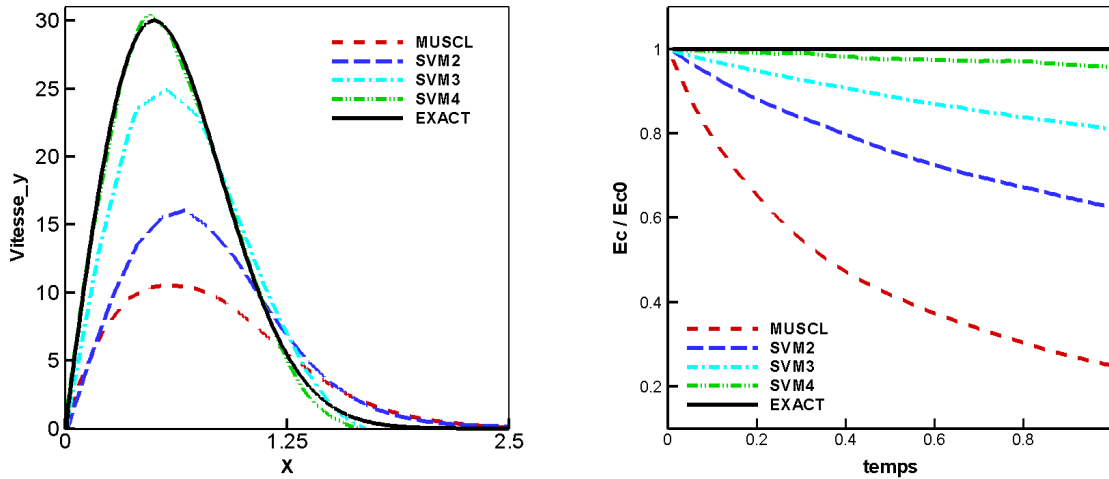 30
25
20
15
10
5
0
Vitesse_y
MUSCL
SVM2
SVM3
SVM4
EXACT
0
1.25
2.5
X
1
0.8
0.6
0.4
0.2
Ec / Ec0
MUSCL
SVM2
SVM3
SVM4
EXACT
0
0.2
0.4
0.6
0.8
temps